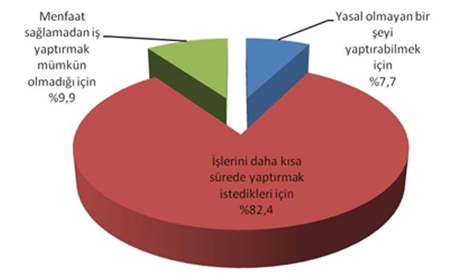 Menfaat
sağlamadan iş
yaptırmak
mümkün
olmadığı için
%9,9
Yasal olmayan bir
şeyi
yaptırabilmek
için
%7,7
İşlerini daha kısa
sürede yaptırmak
istedikleri için
%82,4